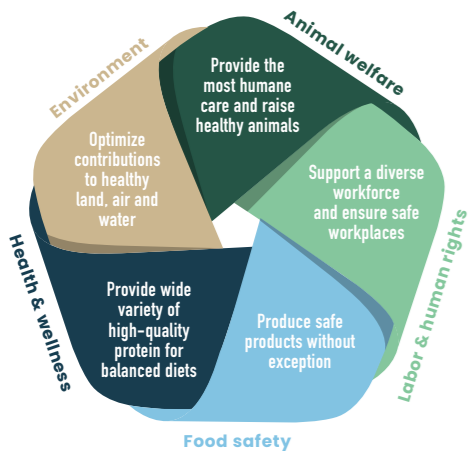 Animal welfare
Provide the
most humane
care and raise
healthy animals
Labor & human rights
Support a diverse
workforce
and ensure safe
workplaces
Food safety
Produce safe
products without
exception
Health & wellness
Provide wide
variety of
high-quality
protein for
balanced diets
Environment
Optimize
contributions
to healthy
land, air and
water